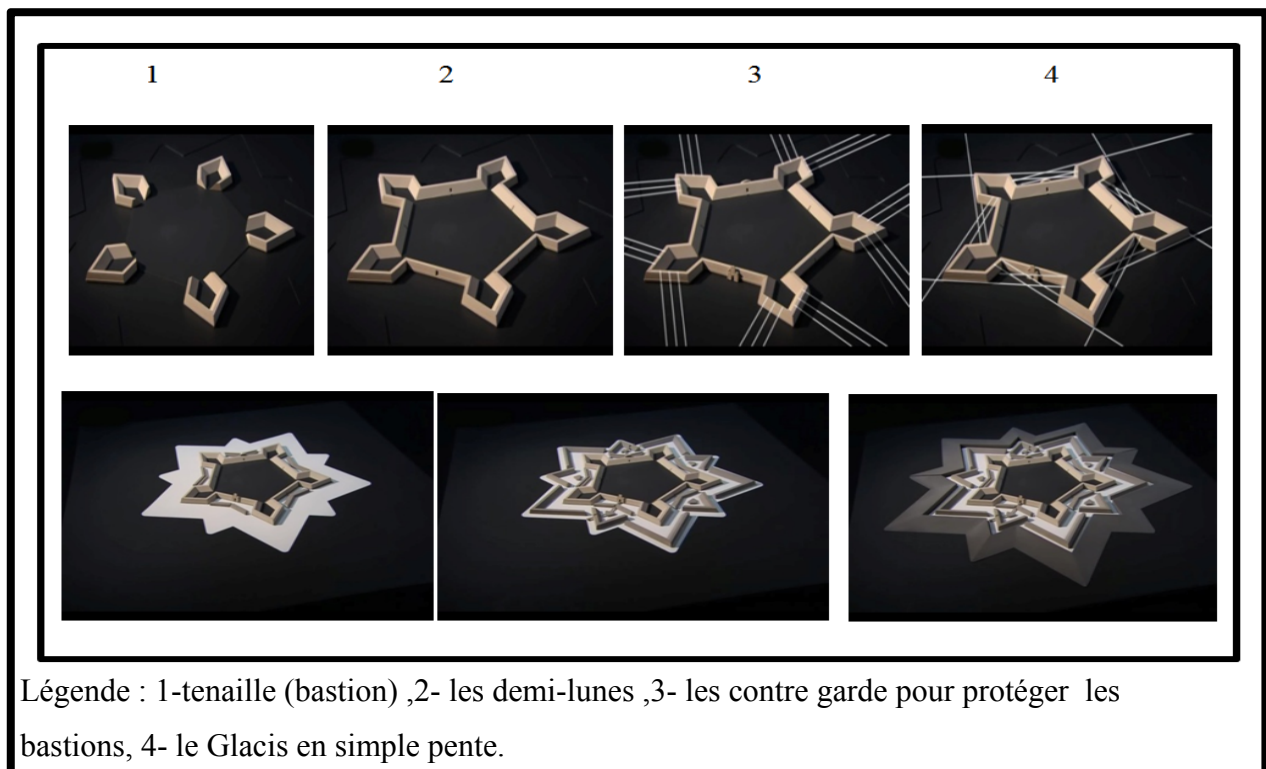 1 2 3 4
Légende : 1-tenaille (bastion) ,2- les demi-lunes ,3- les contre garde pour protéger les
bastions, 4- le Glacis en simple pente.